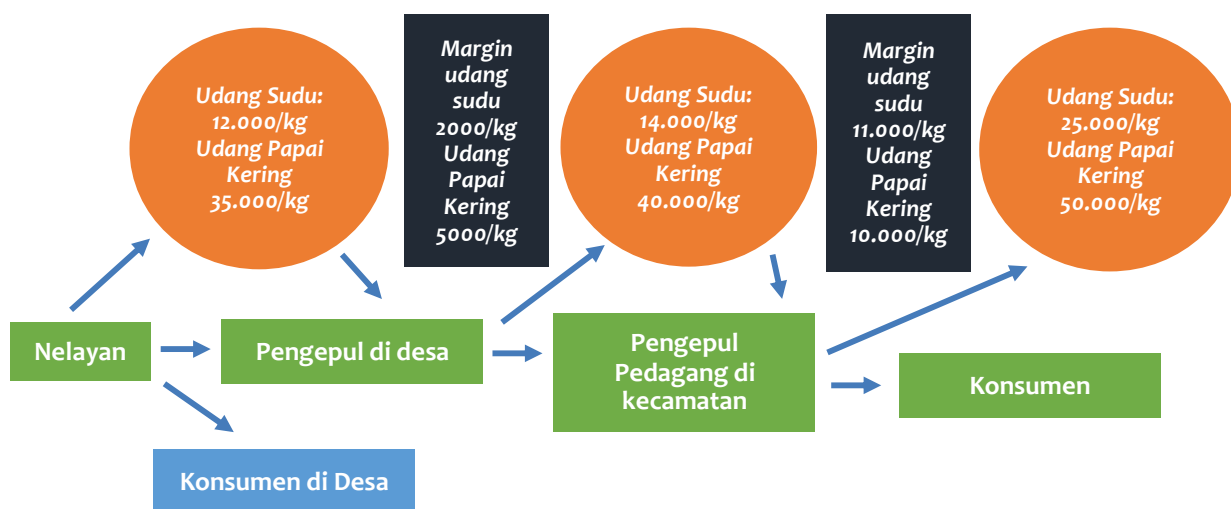 Udang Sudu:
12.000/kg
Udang Papai
Kering
35.000/kg
Margin
udang
sudu
2000/kg
Udang
Papai
Kering
5000/kg
Udang Sudu:
14.000/kg
Udang Papai
Kering
40.000/kg
Margin
udang
sudu
11.000/kg
Udang
Papai
Kering
10.000/kg
Udang Sudu:
25.000/kg
Udang Papai
Kering
50.000/kg
Nelayan
Pengepul di desa
Pengepul
Pedagang di
kecamatan
Konsumen
Konsumen di Desa